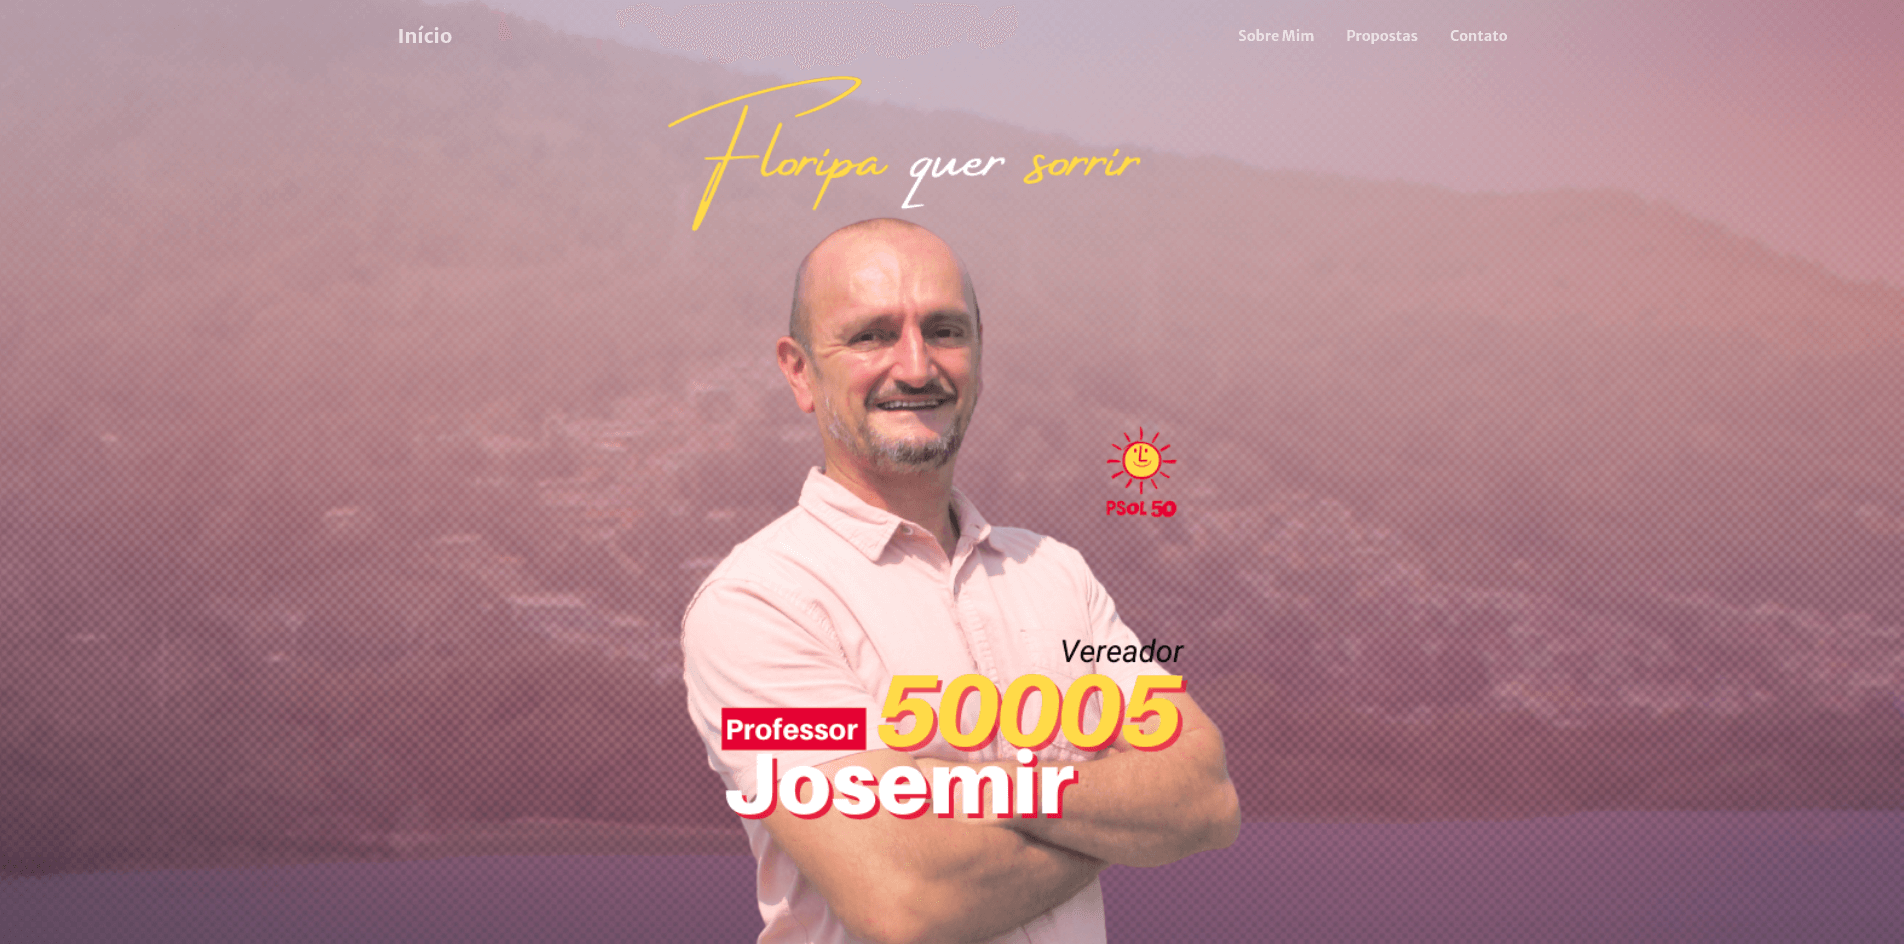 Início
Sobre Mim
Propostas
Contato
Floripa quer sorrir
PSOL 50
Vereador
50005
Professor
Josemir